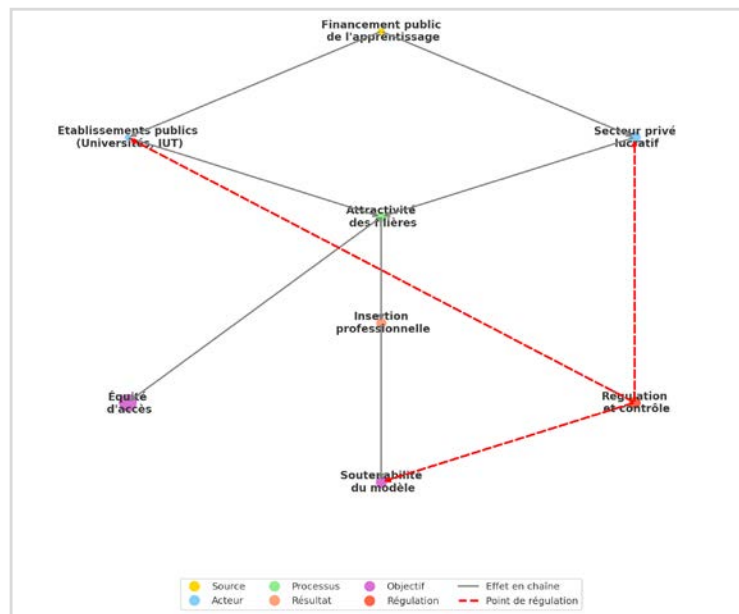 Financement public
de l'apprentissage
Etablissements publics
(Universités, IUT)
Secteur privé
lucratif
Attractivité
des filières
Insertion
professionnelle
Équité
d'accès
Régulation
et contrôle
Soutenabilité
du modèle
Source
Processus
Objectif
Effet en chaîne
Acteur
Résultat
Régulation
Point de régulation